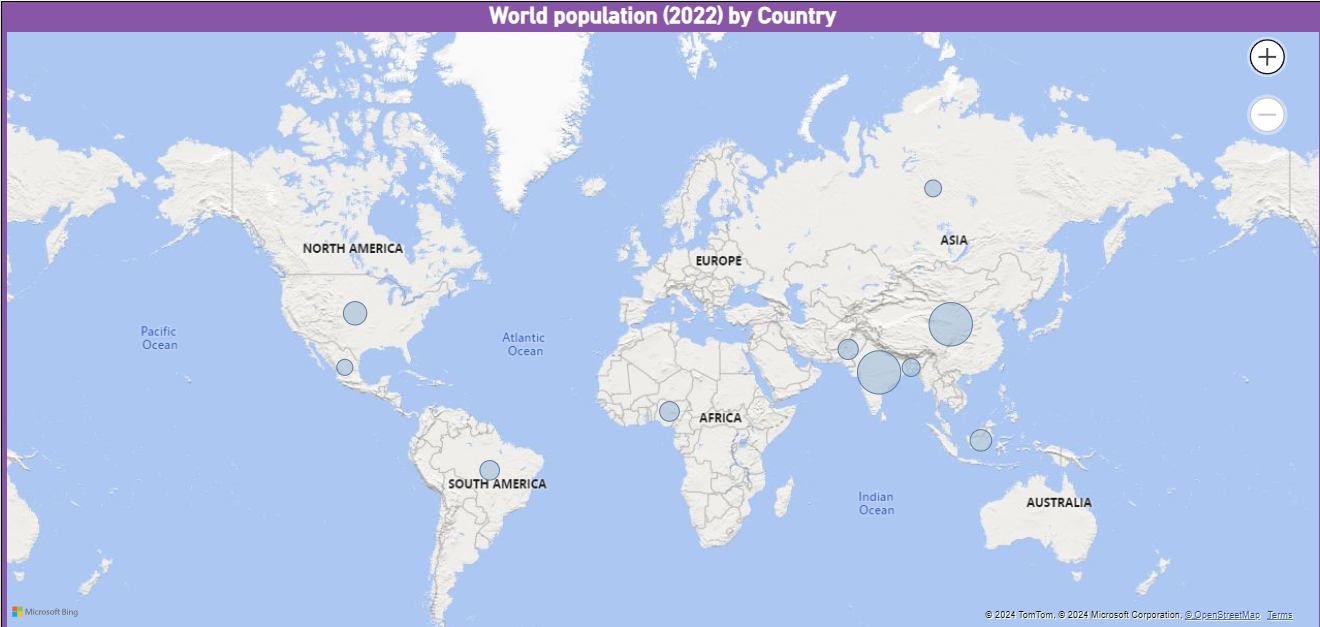 World population (2022) by Country
NORTH AMERICA
ASIA
EUROPE
Pacific
Ocean
Atlantic
Ocean
AFRICA
SOUTH AMERICA
Indian
Ocean
AUSTRALIA
Microsoft Bing
© 2024 TomTom, © 2024 Microsoft Corporation, © OpenStreetMap Terms